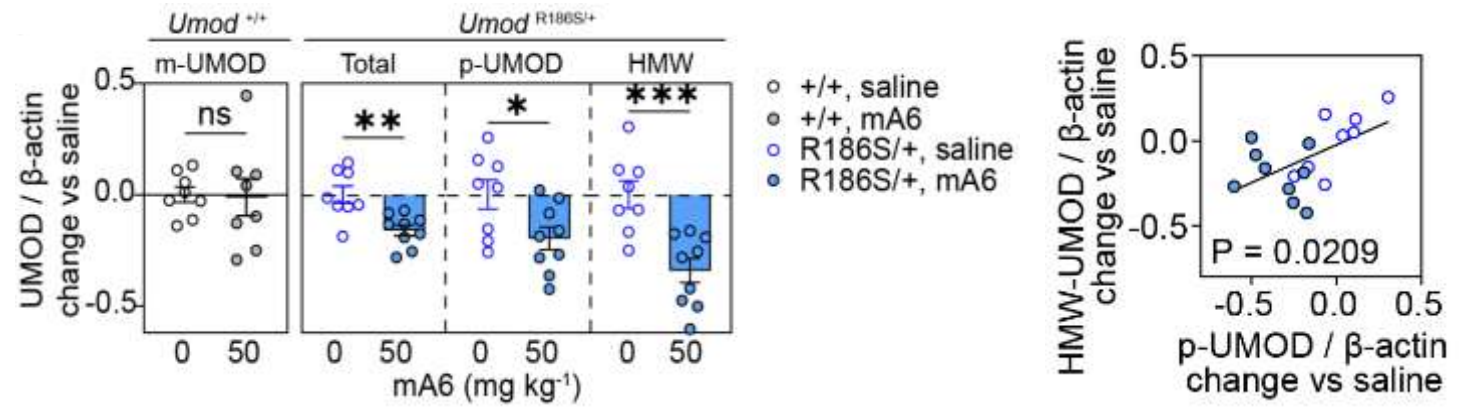 Umod +/+
Umod R186S/+
m-UMOD
Total
p-UMOD
HMW
UMOD / β-actin
change vs saline
0.5
0.0
-0.5
ns
**
*
***
0 50
0 50
0 50
0 50
mA6 (mg kg-1)
+/+, saline
+/+, mA6
R186S/+, saline
R186S/+, mA6
HMW-UMOD / β-actin
change vs saline
0.5
0.0
-0.5
P = 0.0209
-0.5 0.0 0.5
p-UMOD / β-actin
change vs saline